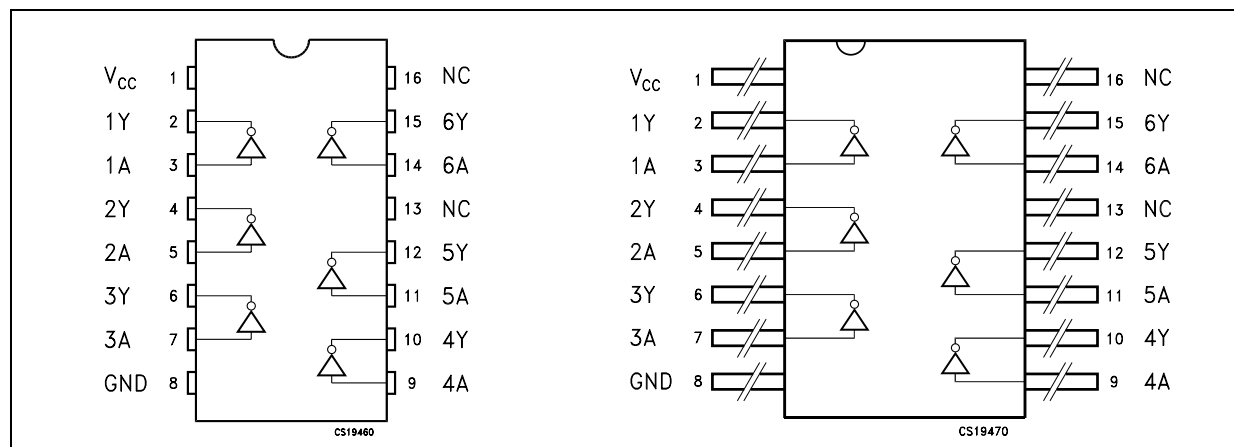 V_CC 1 16 NC
1Y 2 15 6Y
1A 3 14 6A
2Y 4 13 NC
2A 5 12 5Y
3Y 6 11 5A
3A 7 10 4Y
GND 8 9 4A
CS19460
V_CC 1 16 NC
1Y 2 15 6Y
1A 3 14 6A
2Y 4 13 NC
2A 5 12 5Y
3Y 6 11 5A
3A 7 10 4Y
GND 8 9 4A
CS19470